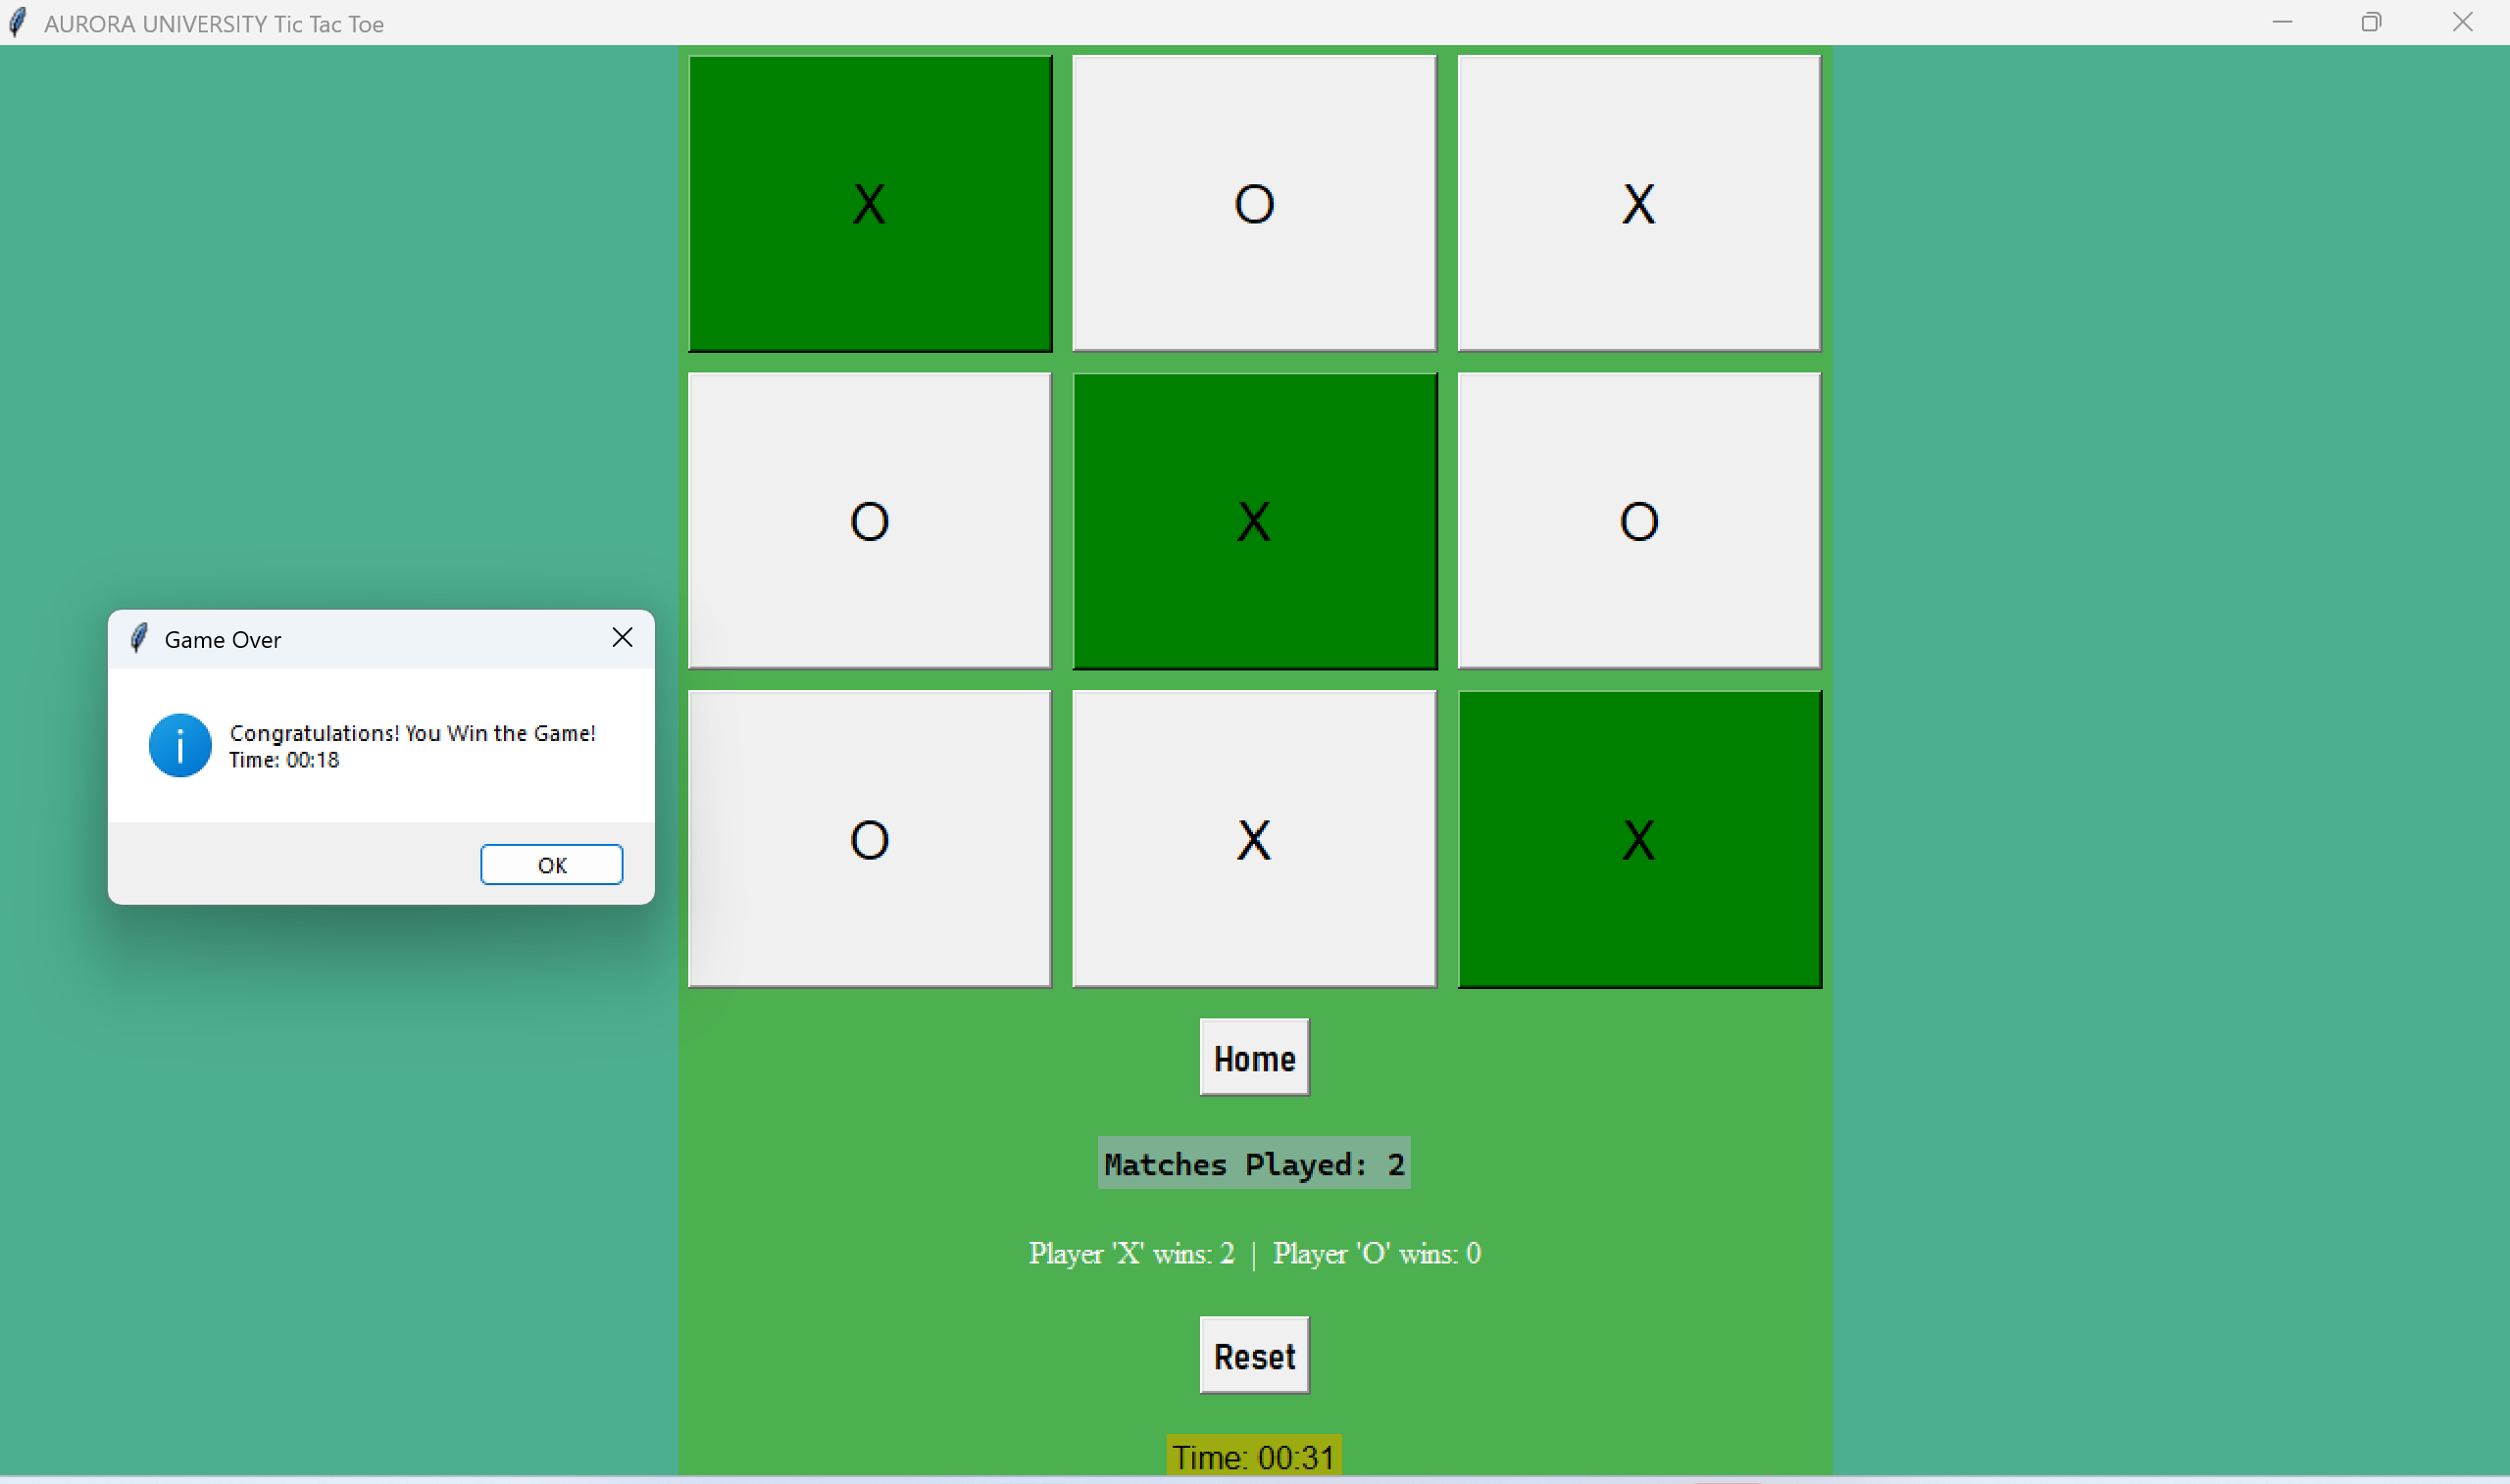 AURORA UNIVERSITY Tic Tac Toe
X O X
O X O
O X X
Game Over
Congratulations! You Win the Game!
Time: 00:18
OK
Home
Matches Played: 2
Player 'X' wins: 2 | Player 'O' wins: 0
Reset
Time: 00:31